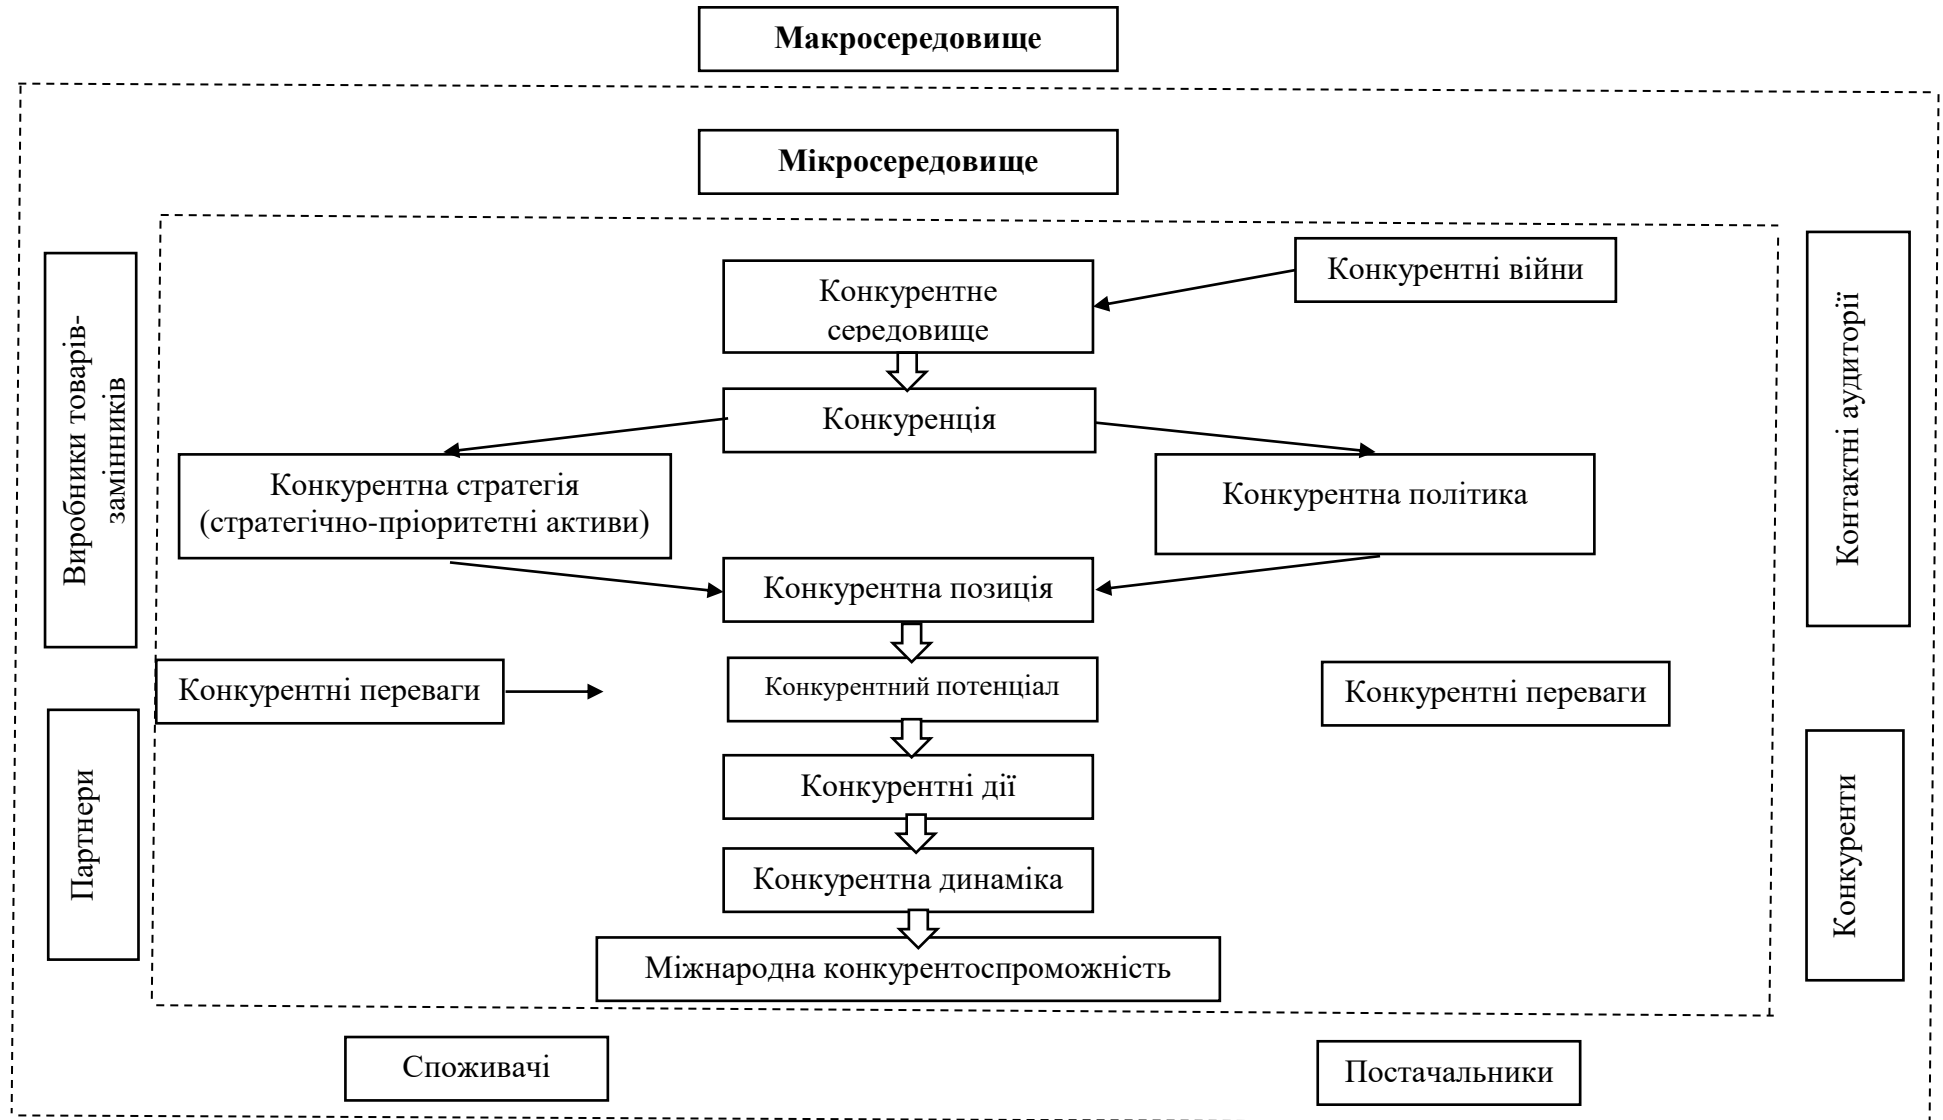 Макросередовище
Мікросередовище
Конкурентні війни
Конкурентне
середовище
Виробники товарів-
замінників
Контактні аудиторії
Конкуренція
Конкурентна стратегія
(стратегічно-пріоритетні активи)
Конкурентна політика
Конкурентна позиція
Конкурентні переваги
Конкурентний потенціал
Конкурентні переваги
Партнери
Конкуренти
Конкурентні дії
Конкурентна динаміка
Міжнародна конкурентоспроможність
Споживачі
Постачальники